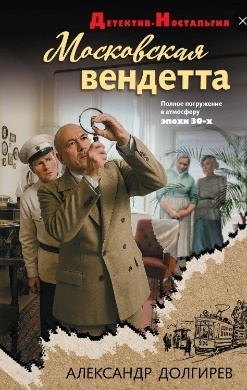 Детектив-Ностальгия
Московская
вендетта
Полное погружение
в атмосферу
эпохи 30-х
АЛЕКСАНДР ДОЛГИРЕВ